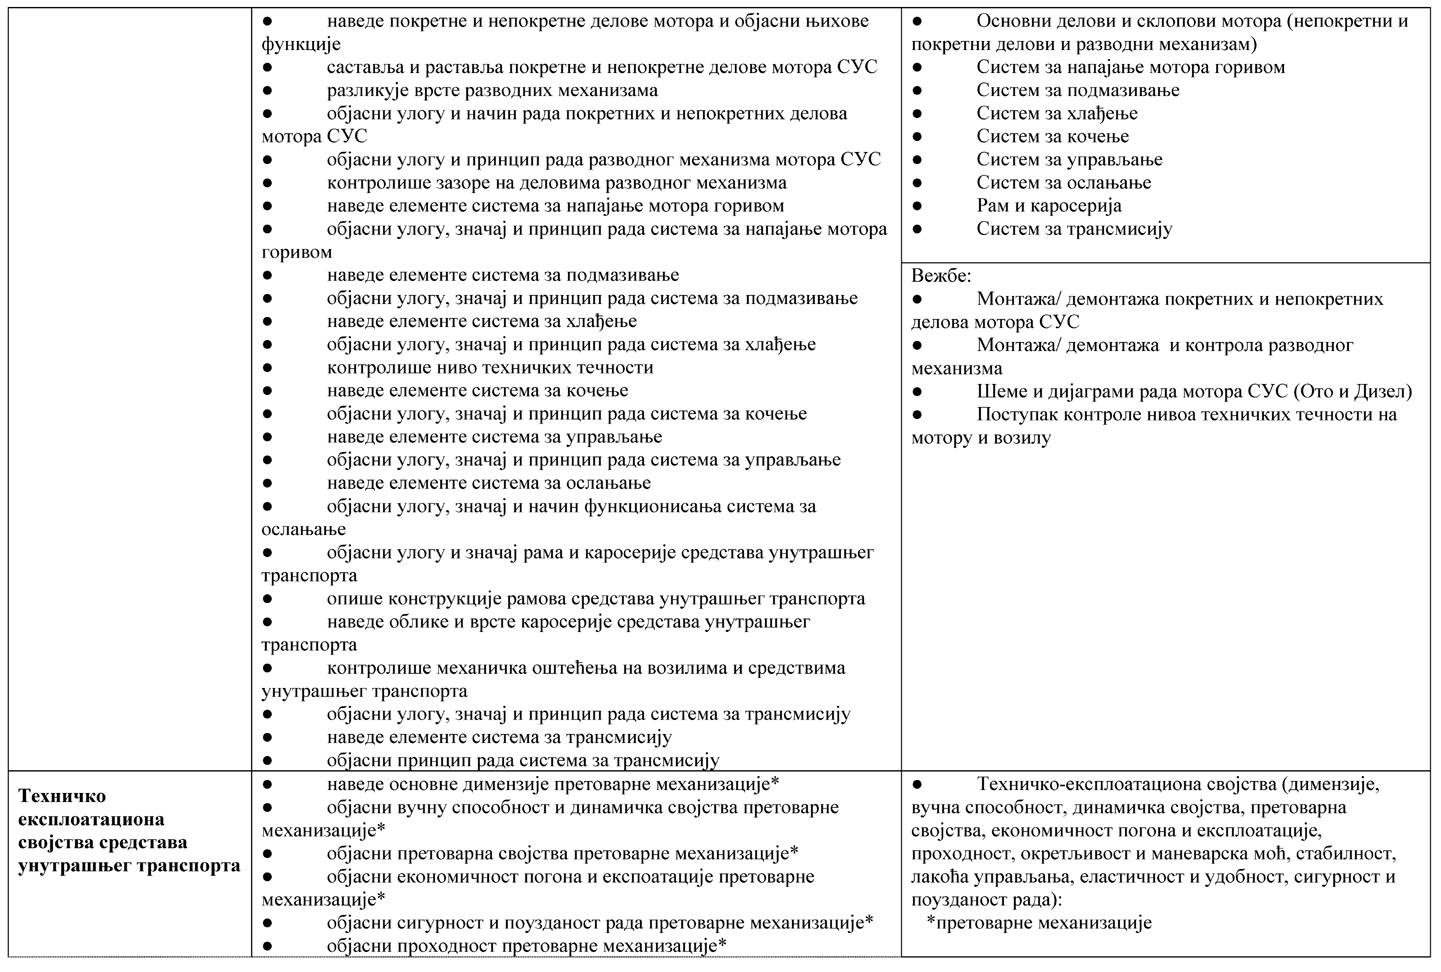 ● наведе покретне и непокретне делове мотора и објасни њихове
функције
● саставља и раставља покретне и непокретне делове мотора СУС
● разликује врсте разводних механизама
● објасни улогу и начин рада покретних и непокретних делова
мотора СУС
● објасни улогу и принцип рада разводног механизма мотора СУС
● контролише зазоре на деловима разводног механизма
● наведе елементе система за напајање мотора горивом
● објасни улогу, значај и принцип рада система за напајање мотора
горивом
● наведе елементе система за подмазивање
● објасни улогу, значај и принцип рада система за подмазивање
● наведе елементе система за хлађење
● објасни улогу, значај и принцип рада система за хлађење
● контролише ниво техничких течности
● наведе елементе система за кочење
● објасни улогу, значај и принцип рада система за кочење
● наведе елементе система за управљање
● објасни улогу, значај и принцип рада система за управљање
● наведе елементе система за ослањање
● објасни улогу, значај и начин функционисања система за
ослањање
● објасни улогу и значај рама и каросерије средстава унутрашњег
транспорта
● опише конструкције рамова средстава унутрашњег транспорта
● наведе облике и врсте каросерије средстава унутрашњег
транспорта
● контролише механичка оштећења на возилима и средствима
унутрашњег транспорта
● објасни улогу, значај и принцип рада система за трансмисију
● наведе елементе система за трансмисију
● објасни принцип рада система за трансмисију
● Основни делови и склопови мотора (непокретни и
покретни делови и разводни механизам)
● Систем за напајање мотора горивом
● Систем за подмазивање
● Систем за хлађење
● Систем за кочење
● Систем за управљање
● Систем за ослањање
● Рам и каросерија
● Систем за трансмисију
Вежбе:
● Монтажа/ демонтажа покретних и непокретних
делова мотора СУС
● Монтажа/ демонтажа  и контрола разводног
механизма
● Шеме и дијаграми рада мотора СУС (Ото и Дизел)
● Поступак контроле нивоа техничких течности на
мотору и возилу
Техничко
експлоатациона
својства средстава
унутрашњег транспорта
● наведе основне димензије претоварне механизације*
● објасни вучну способност и динамичка својства претоварне
механизације*
● објасни претоварна својства претоварне механизације*
● објасни економичност погона и експоатације претоварне
механизације*
● објасни сигурност и поузданост рада претоварне механизације*
● објасни проходност претоварне механизације*
● Техничко-експлоатациона својства (димензије,
вучна способност, динамичка својства, претоварна
својства, економичност погона и експлоатације,
проходност, окретљивост и маневарска моћ, стабилност,
лакоћа управљања, еластичност и удобност, сигурност и
поузданост рада):
*претоварне механизације